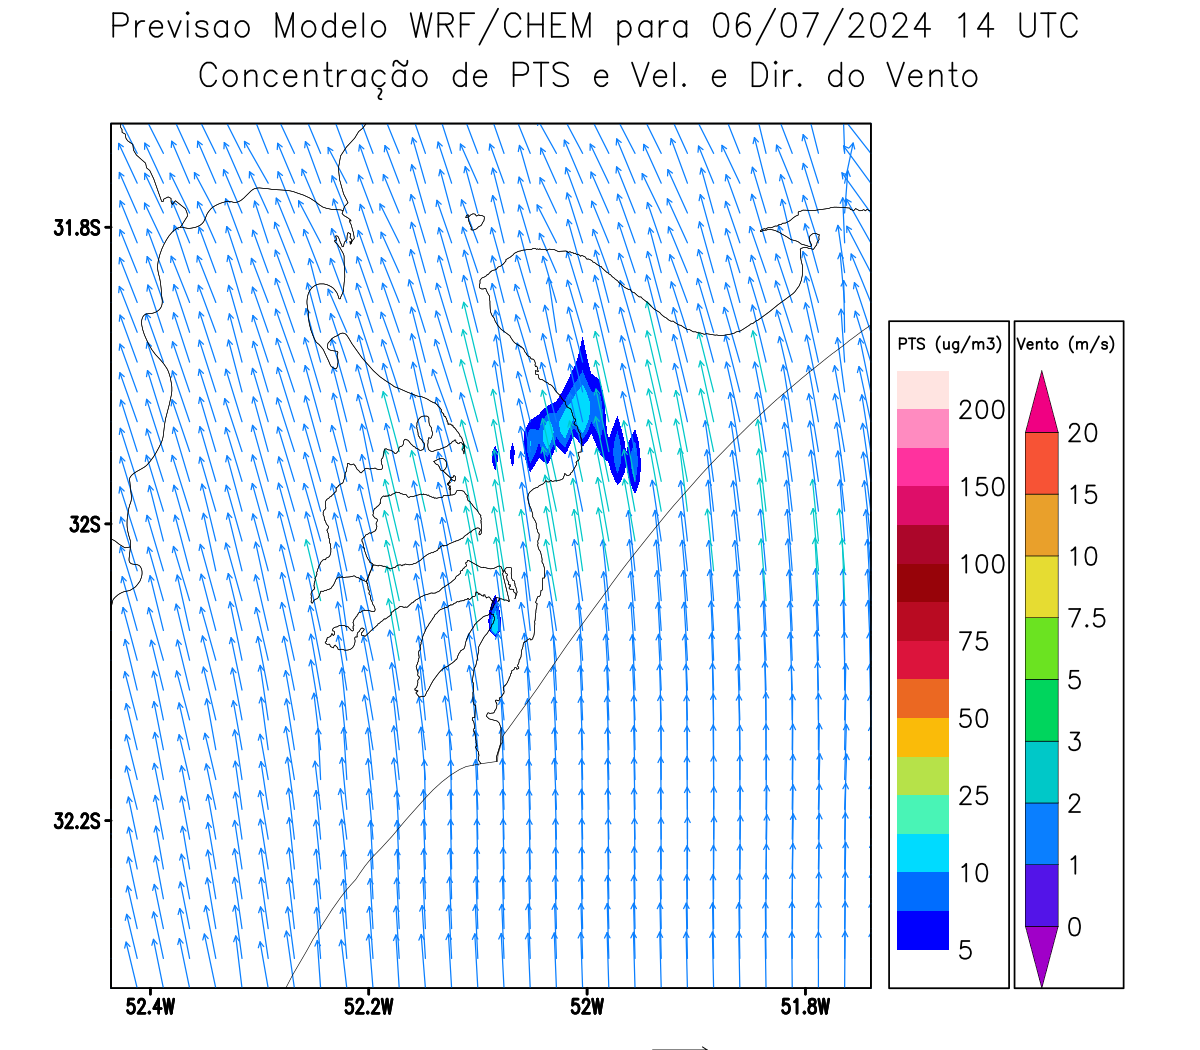 Previsao Modelo WRF/CHEM para 06/07/2024 14 UTC
Concentração de PTS e Vel. e Dir. do Vento
31.8S
32S
32.2S
52.4W 52.2W 52W 51.8W
PTS (ug/m3)
200
150
100
75
50
25
10
5
Vento (m/s)
20
15
10
7.5
5
3
2
1
0